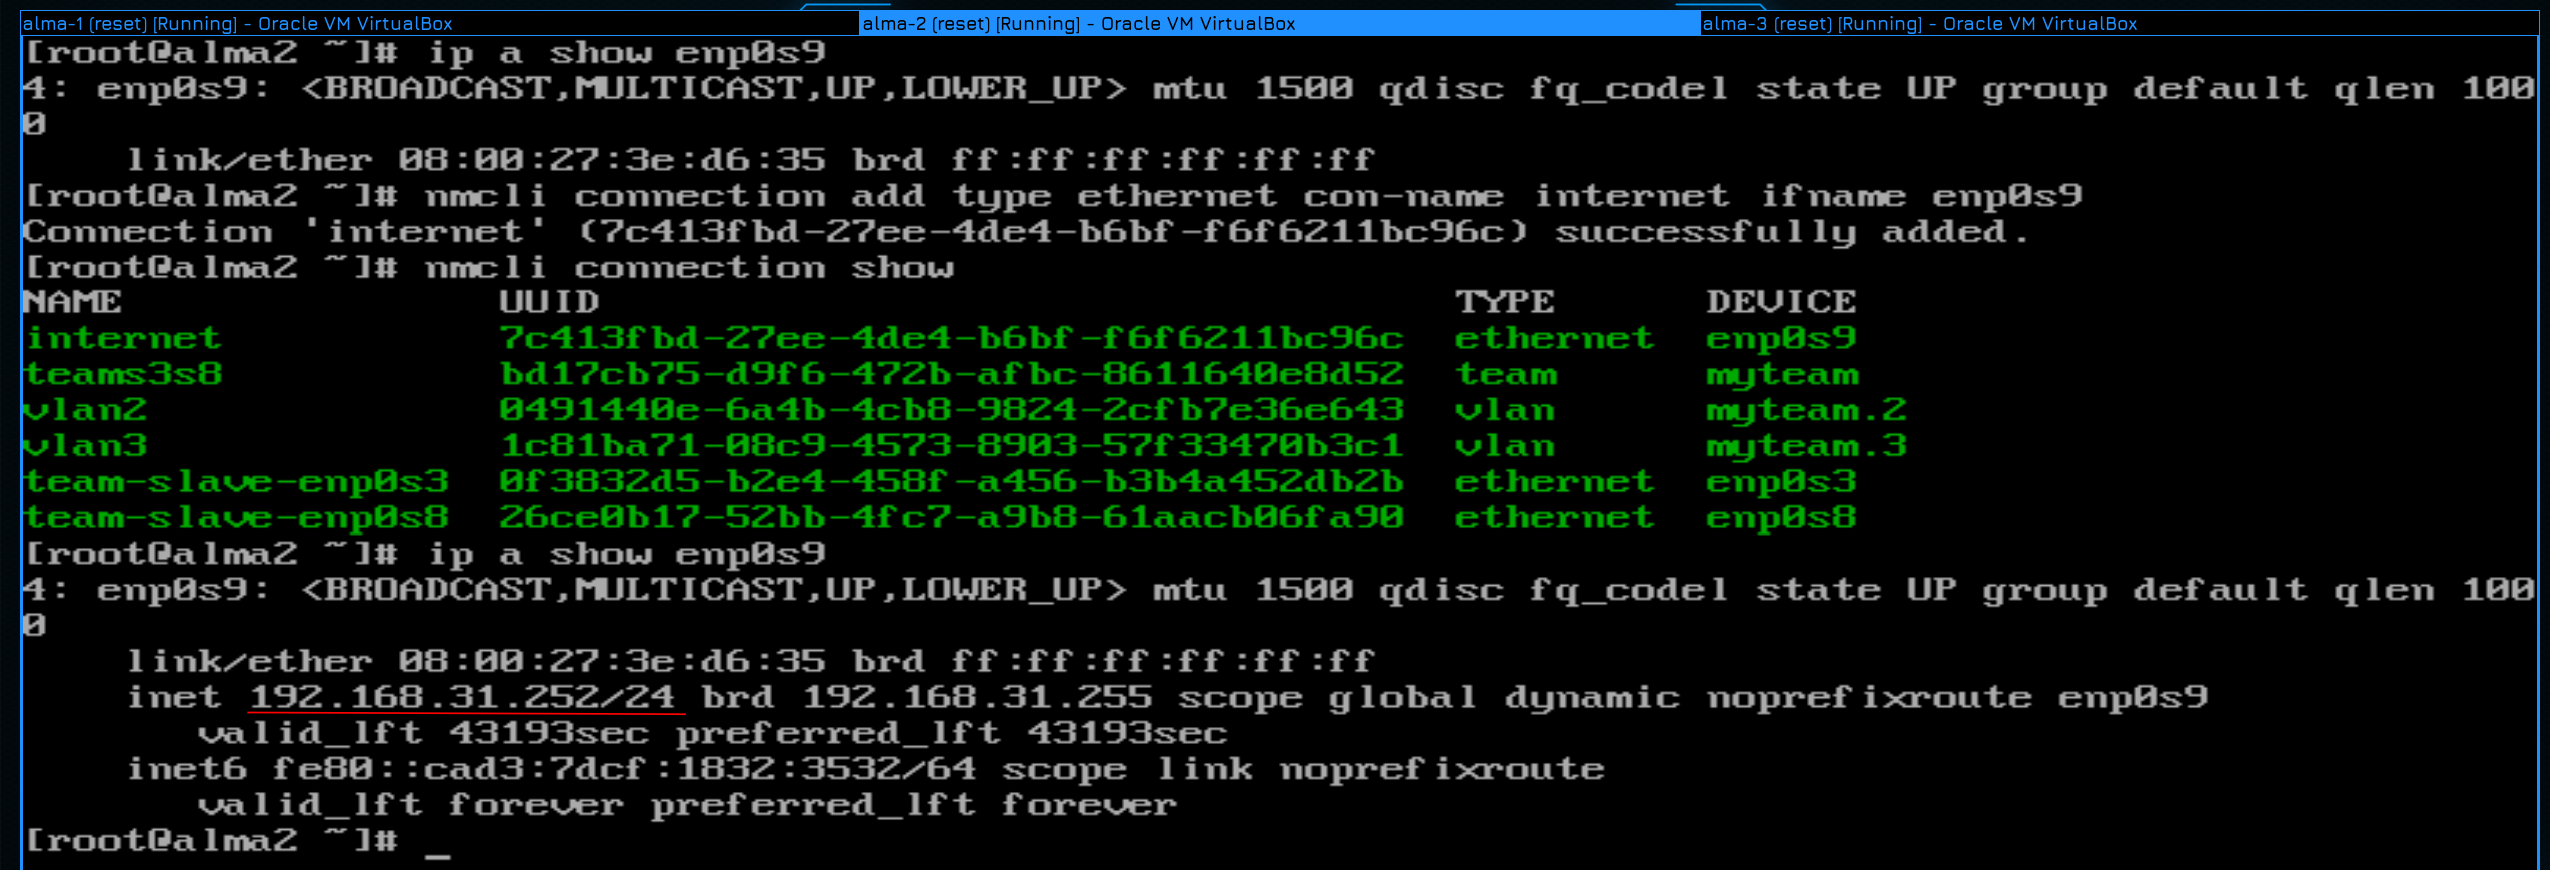 alma-1 (reset) [Running] - Oracle VM VirtualBox
alma-2 (reset) [Running] - Oracle VM VirtualBox
alma-3 (reset) [Running] - Oracle VM VirtualBox
[root@alma2 ~]# ip a show enp0s9
4: enp0s9: <BROADCAST,MULTICAST,UP,LOWER_UP> mtu 1500 qdisc fq_codel state UP group default qlen 100
0
    link/ether 08:00:27:3e:d6:35 brd ff:ff:ff:ff:ff:ff
[root@alma2 ~]# nmcli connection add type ethernet con-name internet ifname enp0s9
Connection 'internet' (7c413fbd-27ee-4de4-b6bf-f6f6211bc96c) successfully added.
[root@alma2 ~]# nmcli connection show
NAME               UUID                                  TYPE      DEVICE
internet           7c413fbd-27ee-4de4-b6bf-f6f6211bc96c  ethernet  enp0s9
teams3s8           bd17cb75-d9f6-472b-afbc-8611640e8d52  team      myteam
vlan2              0491440e-6a4b-4cb8-9824-2cfb7e36e643  vlan      myteam.2
vlan3              1c81ba71-08c9-4573-8903-57f33470b3c1  vlan      myteam.3
team-slave-enp0s3  0f3832d5-b2e4-458f-a456-b3b4a452db2b  ethernet  enp0s3
team-slave-enp0s8  26ce0b17-52bb-4fc7-a9b8-61aacb06fa90  ethernet  enp0s8
[root@alma2 ~]# ip a show enp0s9
4: enp0s9: <BROADCAST,MULTICAST,UP,LOWER_UP> mtu 1500 qdisc fq_codel state UP group default qlen 100
0
    link/ether 08:00:27:3e:d6:35 brd ff:ff:ff:ff:ff:ff
    inet 192.168.31.252/24 brd 192.168.31.255 scope global dynamic noprefixroute enp0s9
       valid_lft 43193sec preferred_lft 43193sec
    inet6 fe80::cad3:7dcf:1832:3532/64 scope link noprefixroute
       valid_lft forever preferred_lft forever
[root@alma2 ~]# _